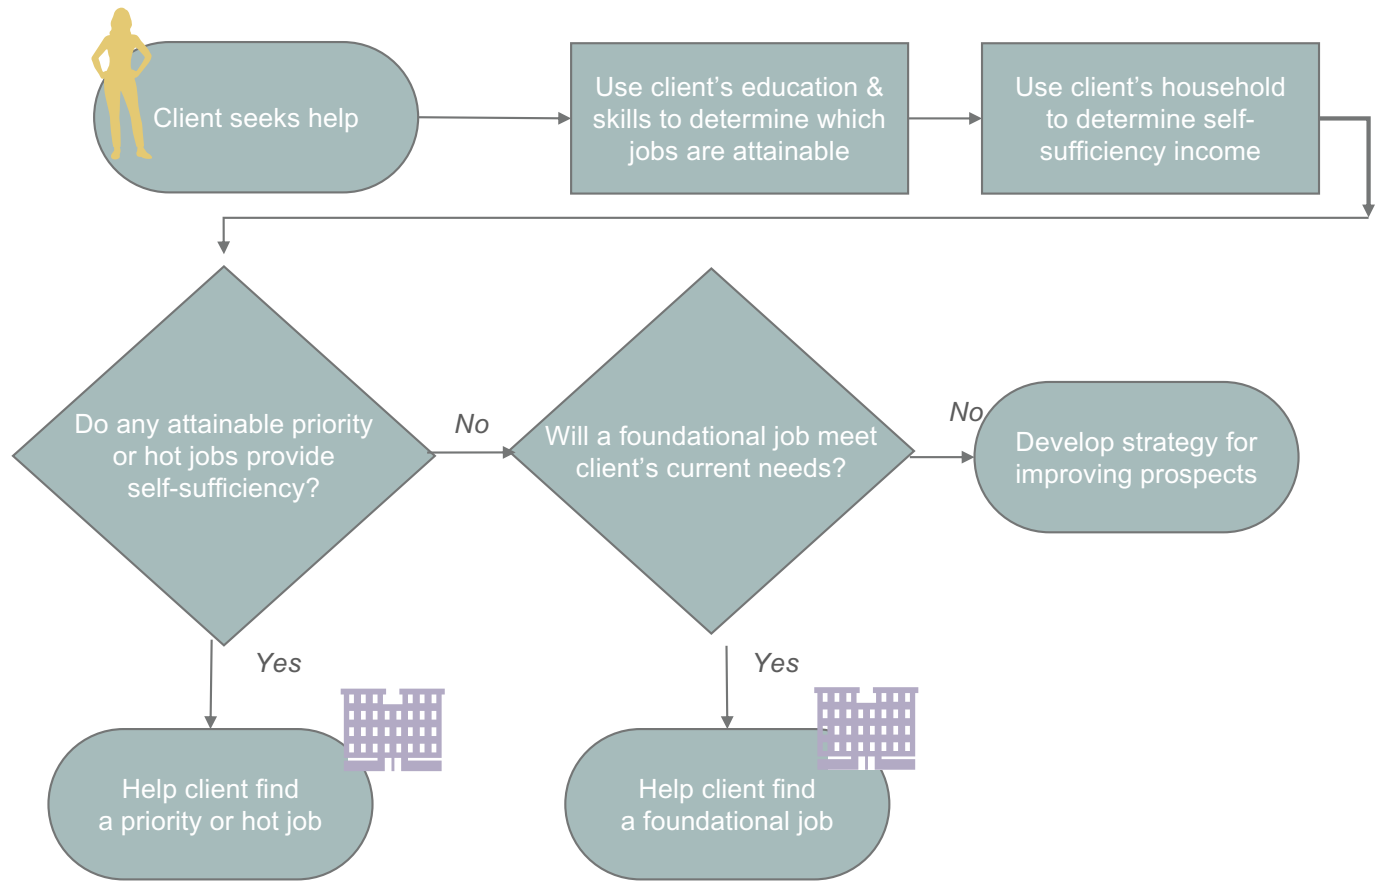 Client seeks help
Use client’s education &
skills to determine which
jobs are attainable
Use client’s household
to determine self-
sufficiency income
Do any attainable priority
or hot jobs provide
self-sufficiency?
No
Will a foundational job meet
client’s current needs?
No
Develop strategy for
improving prospects
Yes
Yes
Help client find
a priority or hot job
Help client find
a foundational job